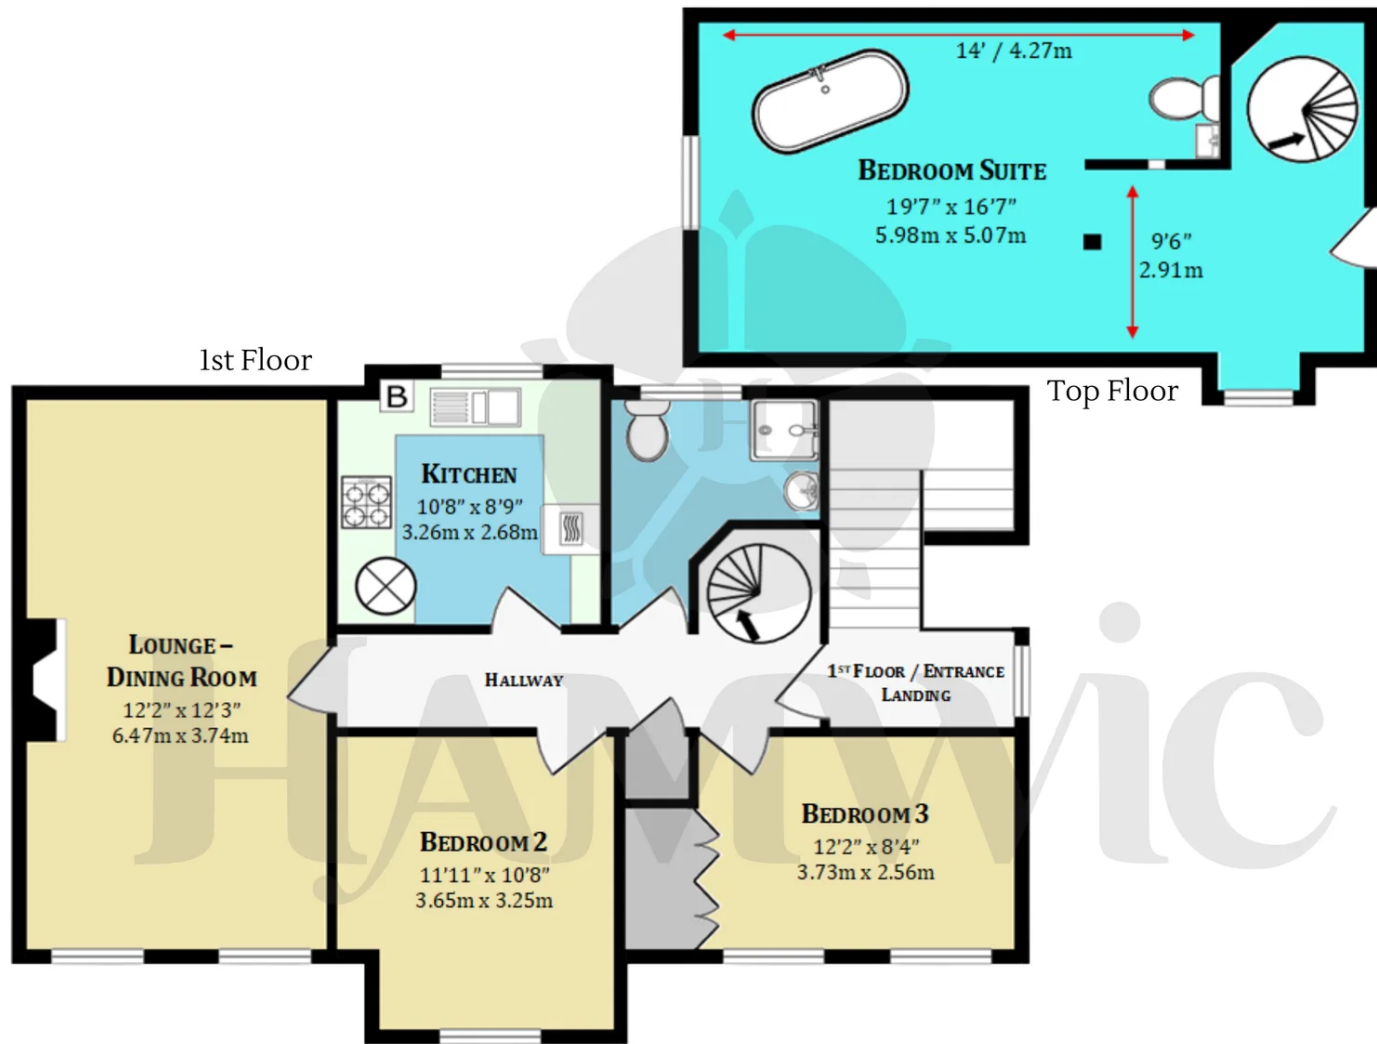 14' / 4.27m
BEDROOM SUITE
19'7" x 16'7"
5.98m x 5.07m
9'6"
2.91m
Top Floor
1st Floor
B
KITCHEN
10'8" x 8'9"
3.26m x 2.68m
LOUNGE –
DINING ROOM
12'2" x 12'3"
6.47m x 3.74m
HALLWAY
1ST FLOOR / ENTRANCE
LANDING
BEDROOM 2
11'11" x 10'8"
3.65m x 3.25m
BEDROOM 3
12'2" x 8'4"
3.73m x 2.56m
H
HAMWIC